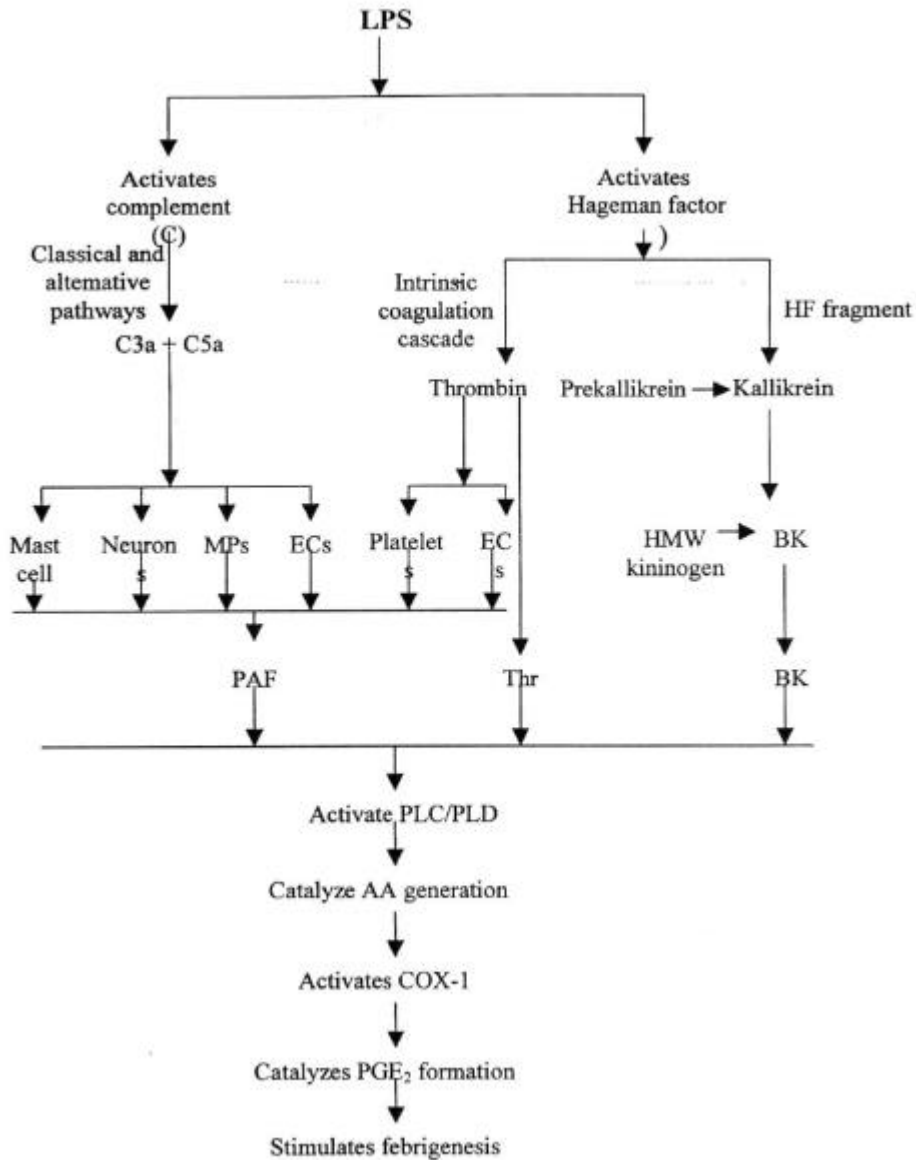 LPS
Activates
complement
(C)
Activates
Hageman factor
)
Classical and
altemative
pathways
Intrinsic
coagulation
cascade
HF fragment
C3a + C5a
Thrombin
Prekallikrein
Kallikrein
Mast
cell
Neuron
s
MPs
ECs
Platelet
s
EC
s
HMW
kininogen
BK
PAF
Thr
BK
Activate PLC/PLD
Catalyze AA generation
Activates COX-1
Catalyzes PGE₂ formation
Stimulates febrigenesis